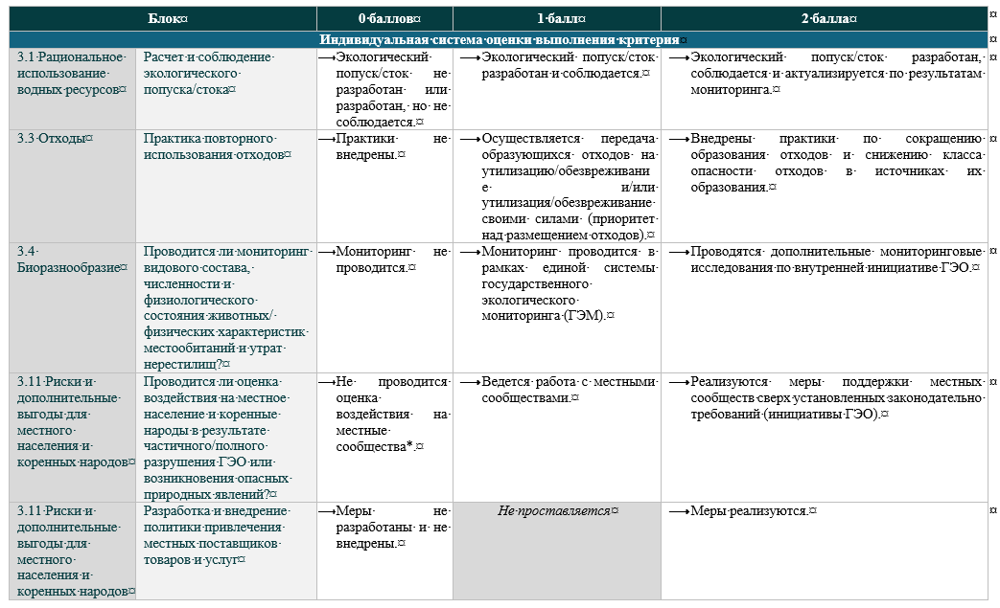 Блок¤ 0·баллов¤ 1·балл¤ 2·балла¤ ¤
Индивидуальная·система·оценки·выполнения·критерия¤ ¤
3.1·Рациональное·
использование·
водных·ресурсов¤
Расчет·и·соблюдение·
экологического·
попуска/стока¤
→Экологический·
попуск/сток· не·
разработан· или·
разработан,·но·не·
соблюдается.¤
→Экологический· попуск/сток·
разработан·и·соблюдается.¤
→Экологический· попуск/сток· разработан,·
соблюдается·и·актуализируется·по·результатам·
мониторинга.¤
¤
3.3·Отходы¤
Практика·повторного·
использования·отходов¤
→Практики· не·
внедрены.¤
→Осуществляется· передача·
образующихся· отходов· на·
утилизацию/обезвреживани
е· и/или·
утилизация/обезвреживание·
своими· силами· (приоритет·
над·размещением·отходов).¤
→Внедрены· практики· по· сокращению·
образования· отходов· и· снижению· класса·
опасности· отходов· в· источниках· их·
образования.¤
¤
3.4·
Биоразнообразие¤
Проводится·ли·мониторинг·
видового·состава,·
численности·и·
физиологического·
состояния·животных/·
физических·характеристик·
местообитаний·и·утрат·
нерестилищ?¤
→Мониторинг· не·
проводится.¤
→Мониторинг· проводится· в·
рамках· единой· системы·
государственного·
экологического·
мониторинга·(ГЭМ).¤
→Проводятся· дополнительные· мониторинговые·
исследования·по·внутренней·инициативе·ГЭО.¤
¤
3.11·Риски·и·
дополнительные·
выгоды·для·
местного·
населения·и·
коренных·народов¤
Проводится·ли·оценка·
воздействия·на·местное·
население·и·коренные·
народы·в·результате·
частичного/полного·
разрушения·ГЭО·или·
возникновения·опасных·
природных·явлений?¤
→Не· проводится·
оценка·
воздействия· на·
местные·
сообщества*.¤
→Ведется·работа·с·местными·
сообществами.¤
→Реализуются· меры· поддержки· местных·
сообществ·сверх·установленных·законодательно·
требований·(инициативы·ГЭО).¤
¤
3.11·Риски·и·
дополнительные·
выгоды·для·
местного·
населения·и·
коренных·народов¤
Разработка·и·внедрение·
политики·привлечения·
местных·поставщиков·
товаров·и·услуг¤
→Меры· не·
разработаны· и· не·
внедрены.¤
Не·проставляется¤
→Меры·реализуются.¤
¤